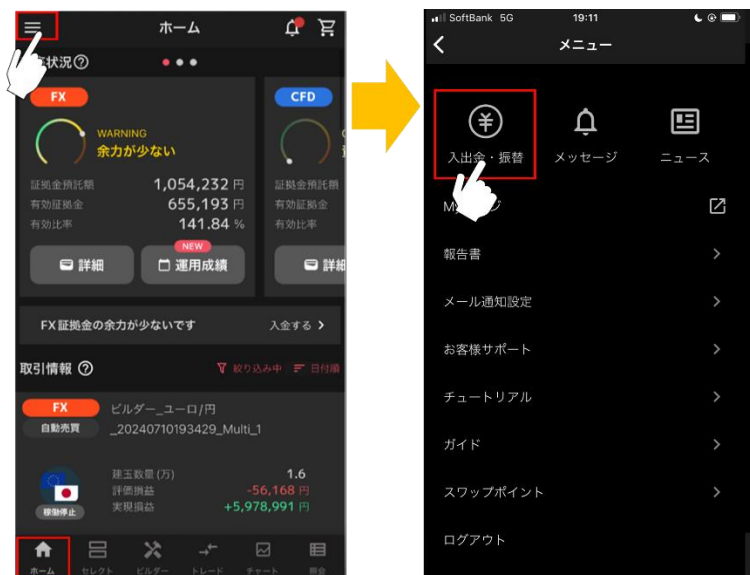 ホーム
状況?
FX
WARNING
余力が少ない
証拠金預託額 1,054,232 円
有効証拠金 655,193 円
有効比率 141.84 %
NEW
詳細
運用成績
CFD
証拠金預託額
有効証拠金
有効比率
詳細
FX証拠金の余力が少ないです 入金する >
取引情報 ? 絞り込み中 日付順
FX ビルダー_ユーロ/円
自動売買 _20240710193429_Multi_1
建玉数量(万) 1.6
評価損益 -56,168 円
実現損益 +5,978,991 円
稼働停止
ホーム セレクト ビルダー トレード チャート 照会
SoftBank 5G 19:11
メニュー
入出金・振替 メッセージ ニュース
報告書
メール通知設定
お客様サポート
チュートリアル
ガイド
スワップポイント
ログアウト